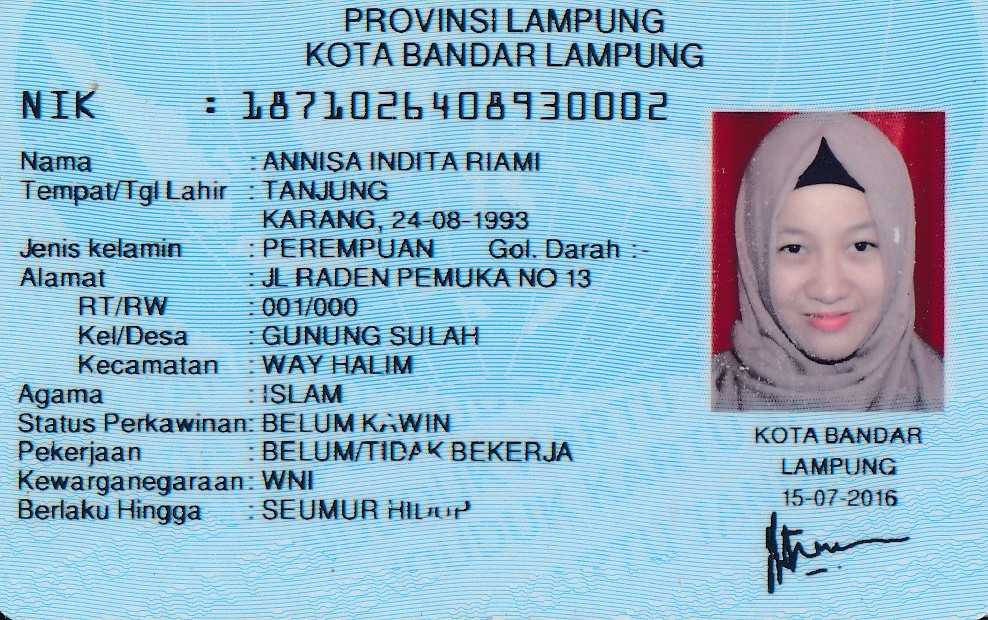 PROVINSI LAMPUNG
KOTA BANDAR LAMPUNG
NIK : 1871026408930002
Nama : ANNISA INDITA RIAMI
Tempat/Tgl Lahir : TANJUNG
KARANG, 24-08-1993
Jenis kelamin : PEREMPUAN Gol. Darah :-
Alamat : JL RADEN PEMUKA NO 13
RT/RW : 001/000
Kel/Desa : GUNUNG SULAH
Kecamatan : WAY HALIM
Agama : ISLAM
Status Perkawinan: BELUM KAWIN
Pekerjaan : BELUM/TIDAK BEKERJA
Kewarganegaraan: WNI
Berlaku Hingga : SEUMUR HIDUP
KOTA BANDAR
LAMPUNG
15-07-2016